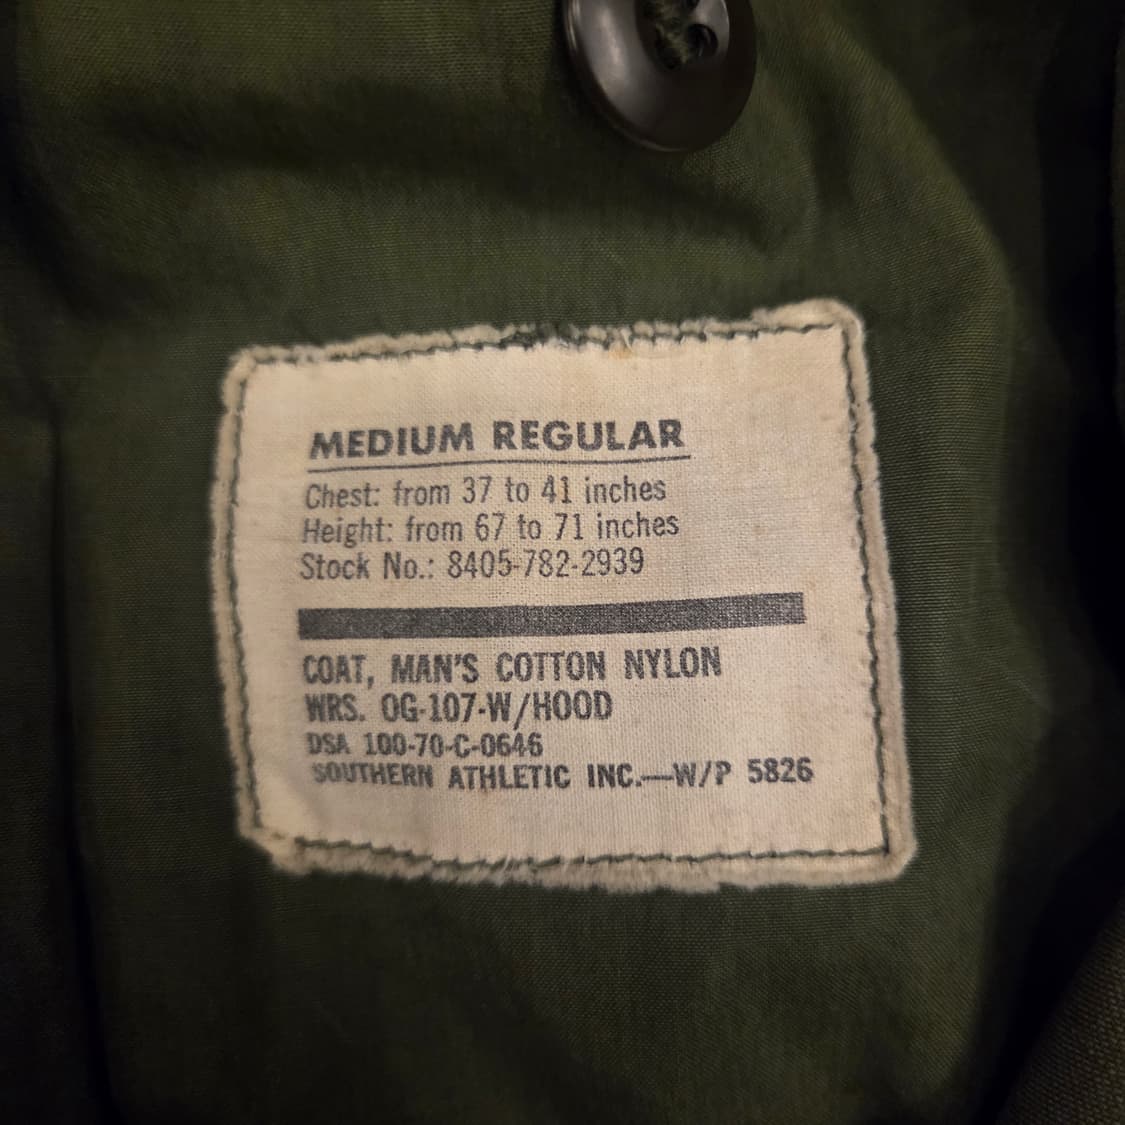 MEDIUM REGULAR
Chest: from 37 to 41 inches
Height: from 67 to 71 inches
Stock No.: 8405-782-2939
COAT, MAN'S COTTON NYLON
WRS. OG-107-W/HOOD
DSA 100-70-C-0646
SOUTHERN ATHLETIC INC.—W/P 5826